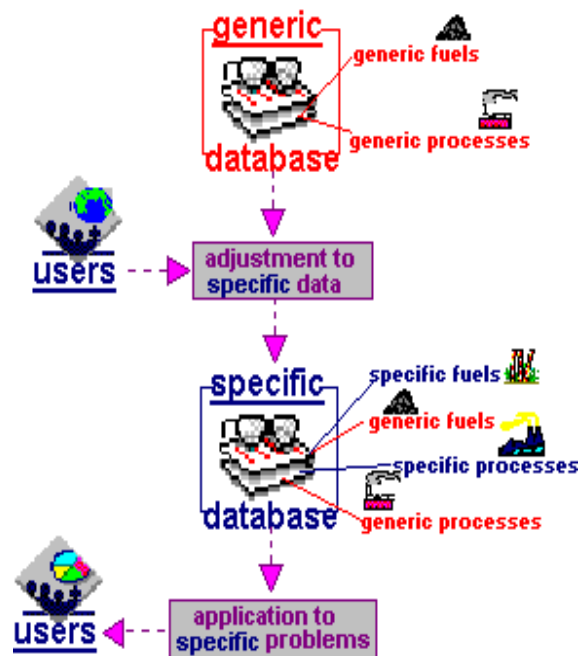 generic
generic fuels
generic processes
database
users
adjustment to
specific data
specific
specific fuels
generic fuels
specific processes
generic processes
database
users
application to
specific problems